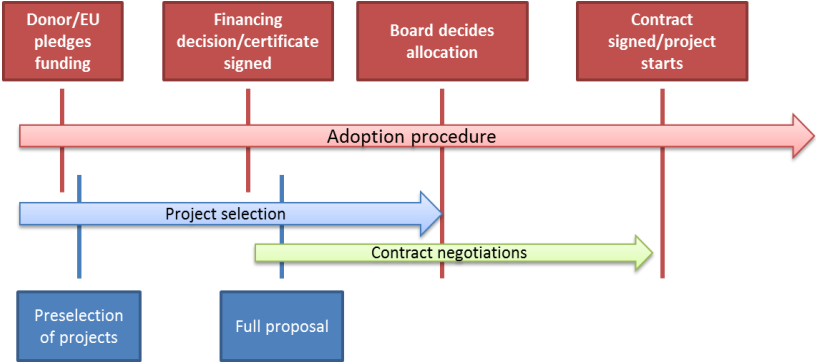 Donor/EU
pledges
funding
Financing
decision/certificate
signed
Board decides
allocation
Contract
signed/project
starts
Adoption procedure
Project selection
Contract negotiations
Preselection
of projects
Full proposal